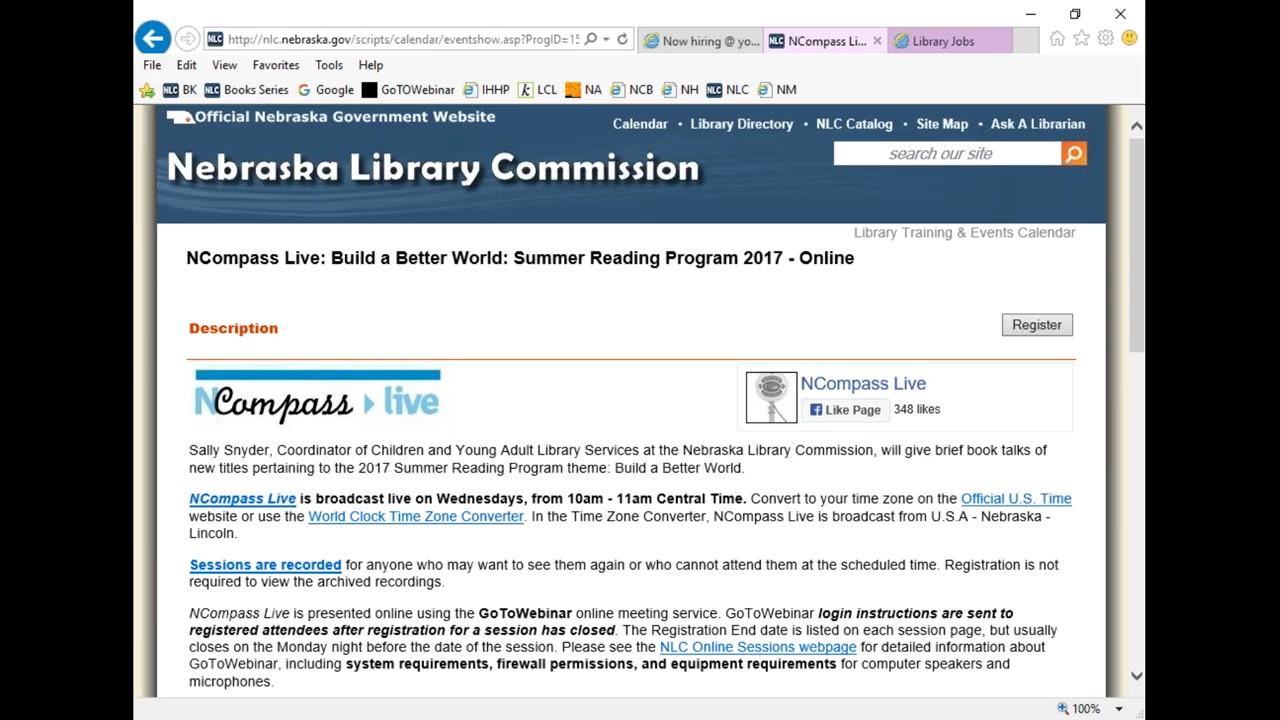 http://nlc.nebraska.gov/scripts/calendar/eventshow.asp?ProgID=15
Now hiring @ yo...
NCompass Li...
Library Jobs
File Edit View Favorites Tools Help
NLC BK NLC Books Series Google GoTOWebinar IHHP k LCL NA NCB NH NLC NLC NM
Official Nebraska Government Website
Calendar • Library Directory • NLC Catalog • Site Map • Ask A Librarian
Nebraska Library Commission
search our site
Library Training & Events Calendar
NCompass Live: Build a Better World: Summer Reading Program 2017 - Online
Description
Register
NCompass live
NCompass Live
Like Page 348 likes
Sally Snyder, Coordinator of Children and Young Adult Library Services at the Nebraska Library Commission, will give brief book talks of
new titles pertaining to the 2017 Summer Reading Program theme: Build a Better World.
NCompass Live is broadcast live on Wednesdays, from 10am - 11am Central Time. Convert to your time zone on the Official U.S. Time
website or use the World Clock Time Zone Converter. In the Time Zone Converter, NCompass Live is broadcast from U.S.A - Nebraska -
Lincoln.
Sessions are recorded for anyone who may want to see them again or who cannot attend them at the scheduled time. Registration is not
required to view the archived recordings.
NCompass Live is presented online using the GoToWebinar online meeting service. GoToWebinar login instructions are sent to
registered attendees after registration for a session has closed. The Registration End date is listed on each session page, but usually
closes on the Monday night before the date of the session. Please see the NLC Online Sessions webpage for detailed information about
GoToWebinar, including system requirements, firewall permissions, and equipment requirements for computer speakers and
microphones.
100%